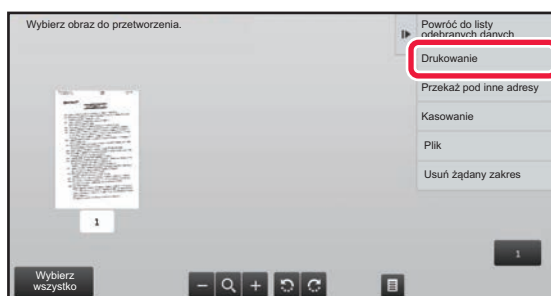 Wybierz obraz do przetworzenia.
Powróć do listy
odebranych danych
Drukowanie
Przekaż pod inne adresy
Kasowanie
Plik
Usuń żądany zakres
1
1
Wybierz
wszystko